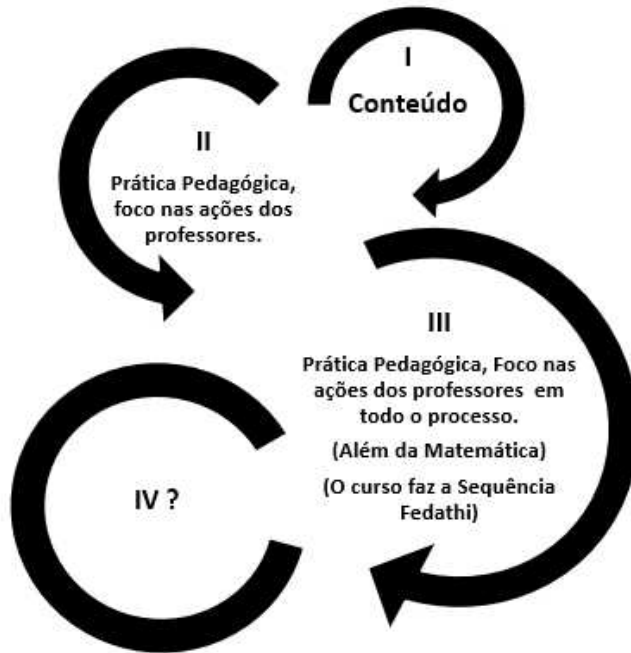 I
Conteúdo
II
Prática Pedagógica,
foco nas ações dos
professores.
III
Prática Pedagógica, Foco nas
ações dos professores em
todo o processo.
(Além da Matemática)
(O curso faz a Sequência
Fedathi)
IV ?